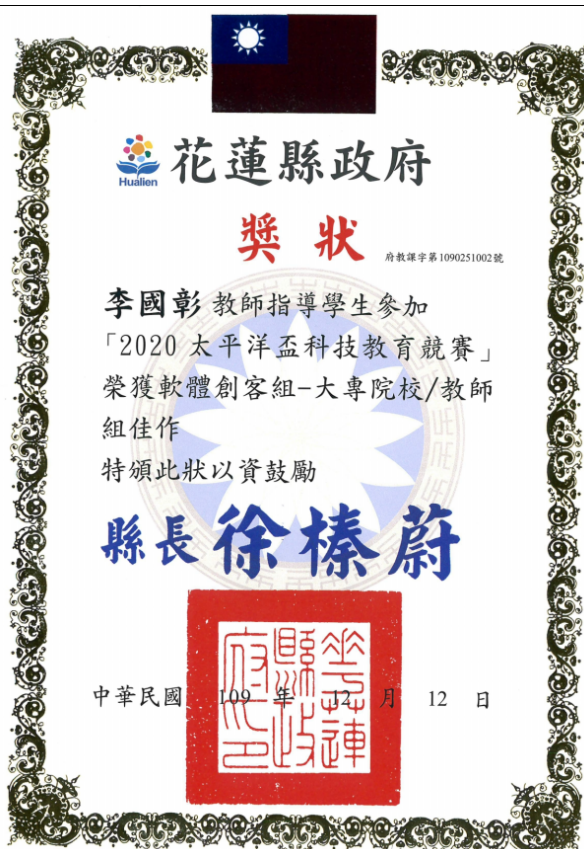 Hualien
花蓮縣政府
獎狀
府教課字第1090251002號
李國彰 教師指導學生參加
「2020 太平洋盃科技教育競賽」
榮獲軟體創客組-大專院校/教師
組佳作
特頒此狀以資鼓勵
縣長 徐榛蔚
花蓮縣政府印
中華民國 109 年 12 月 12 日